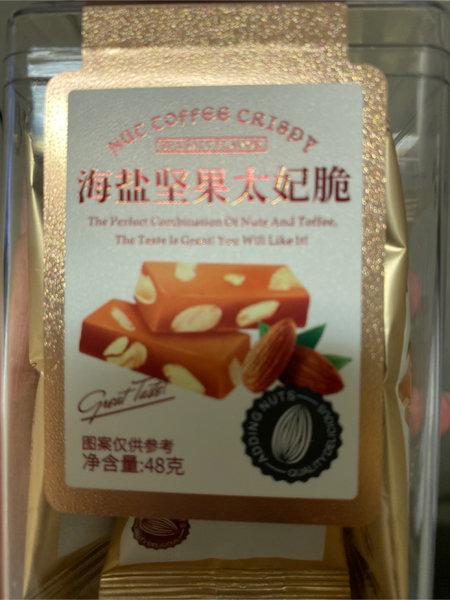 NUT TOFFEE CRISPY
海盐坚果太妃脆
The Perfect Combination Of Nuts And Toffee,
The Taste Is Great! You Will Like It!
Great Taste!
ADDING NUTS
QUALITY DELICIOUS
图案仅供参考
净含量:48克